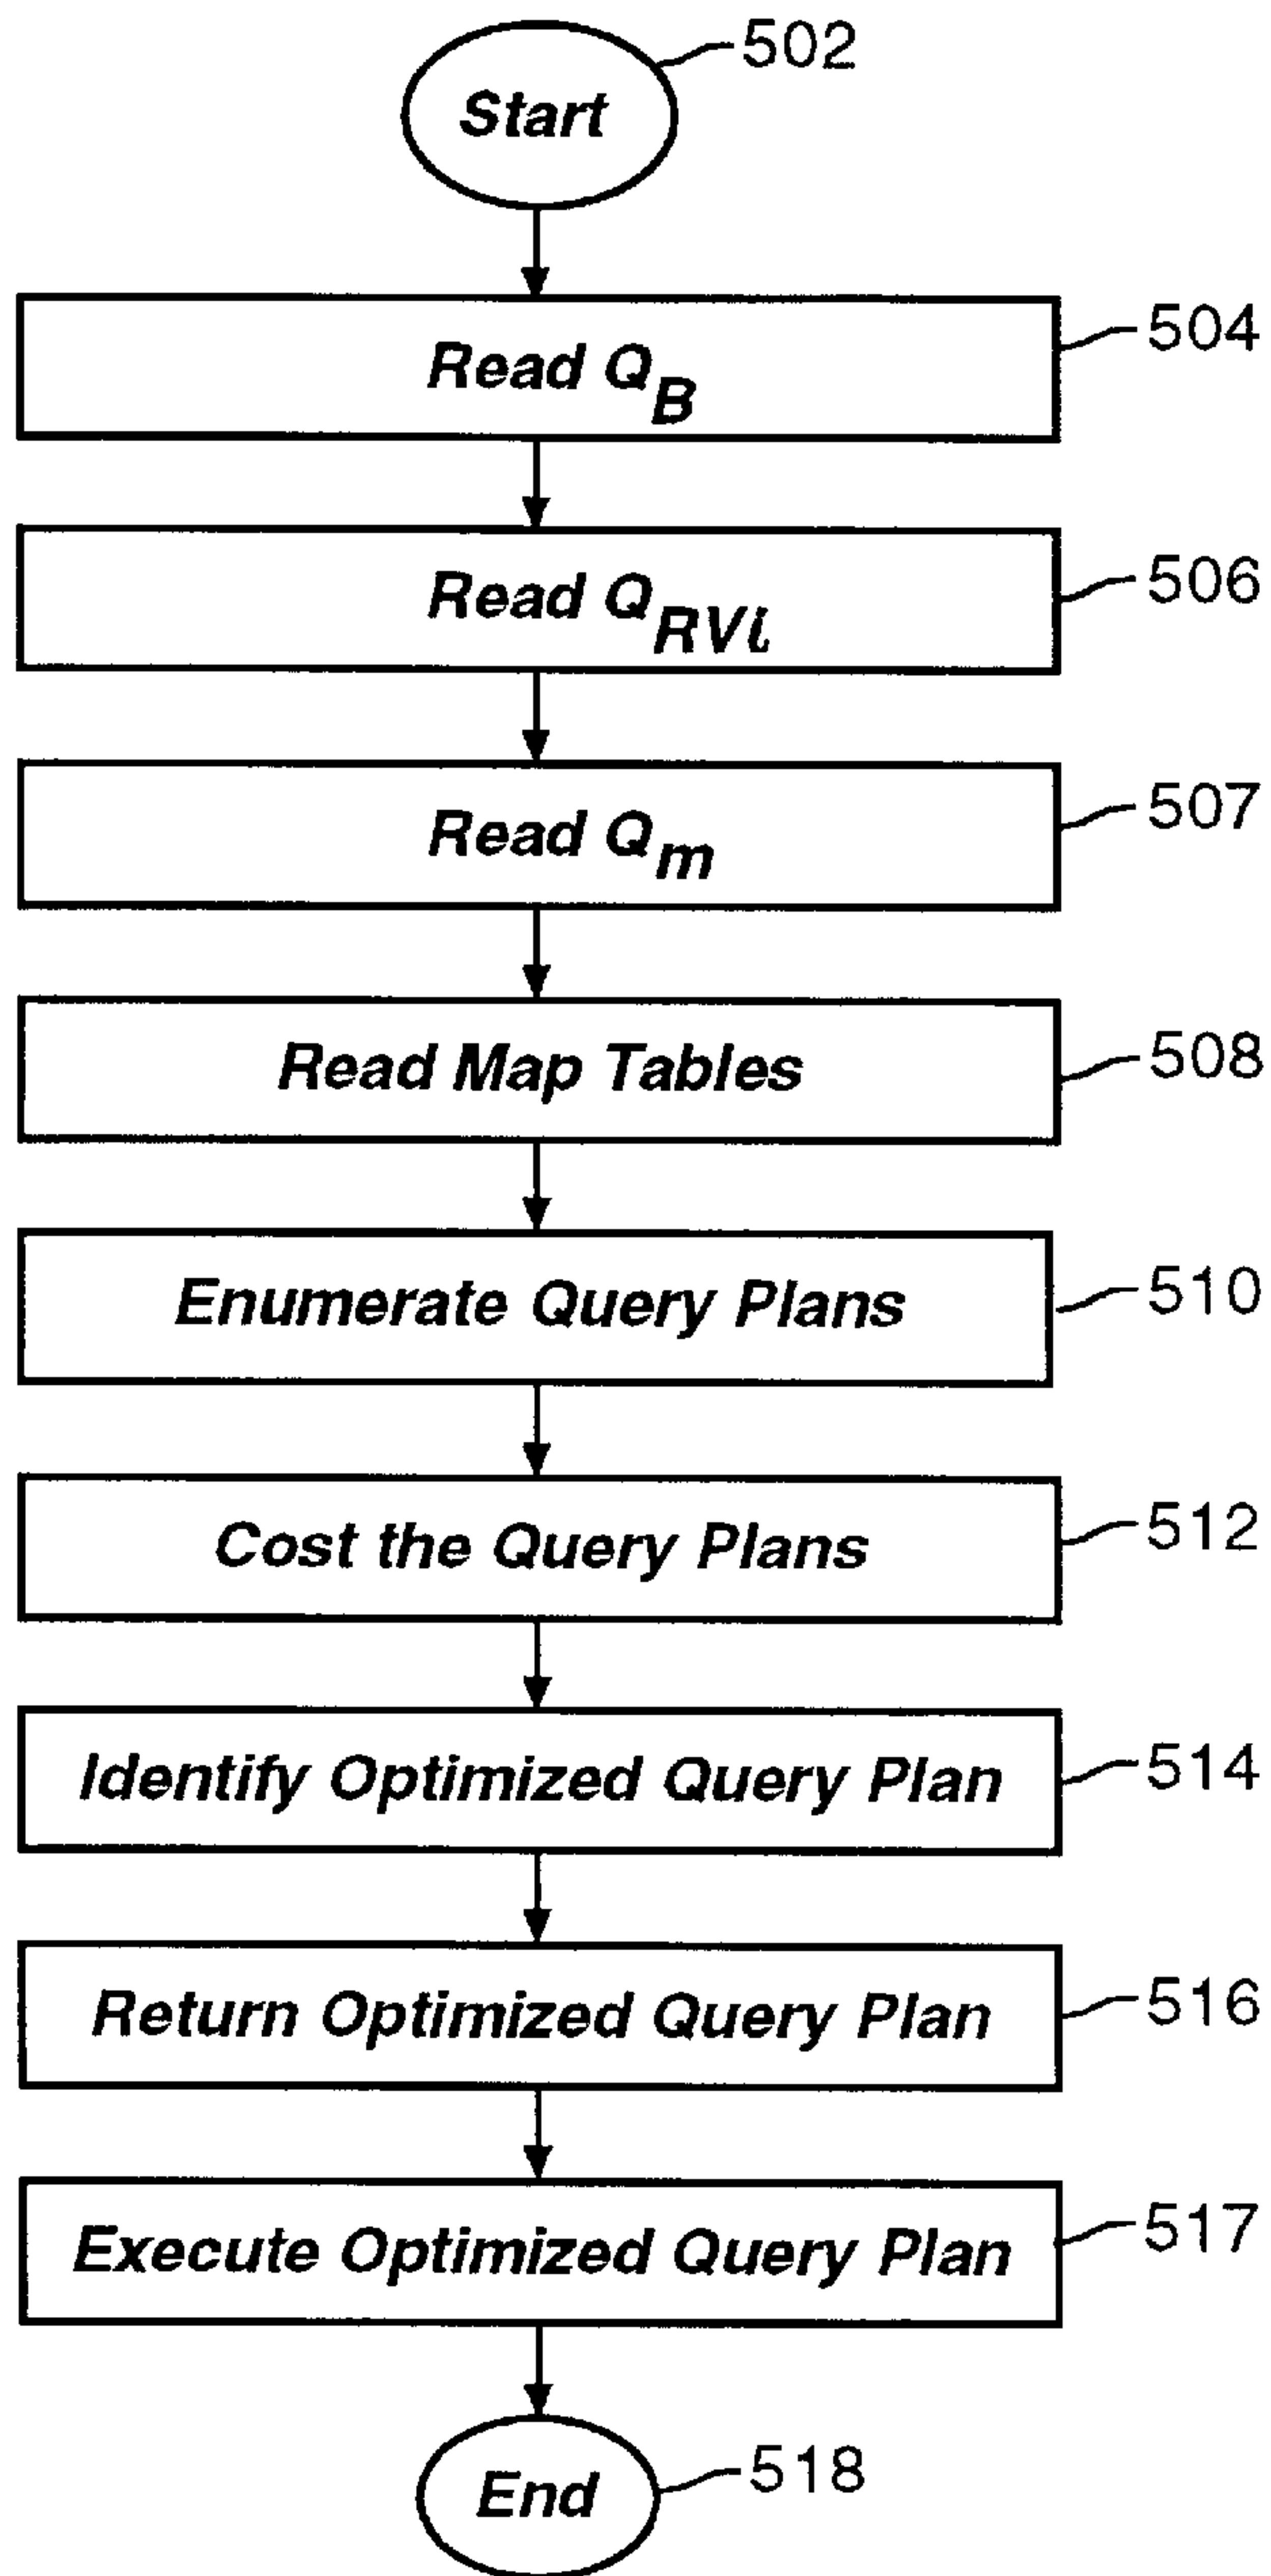 502
Start
504
Read Q_B
506
Read Q_RVi
507
Read Q_m
508
Read Map Tables
510
Enumerate Query Plans
512
Cost the Query Plans
514
Identify Optimized Query Plan
516
Return Optimized Query Plan
517
Execute Optimized Query Plan
518
End